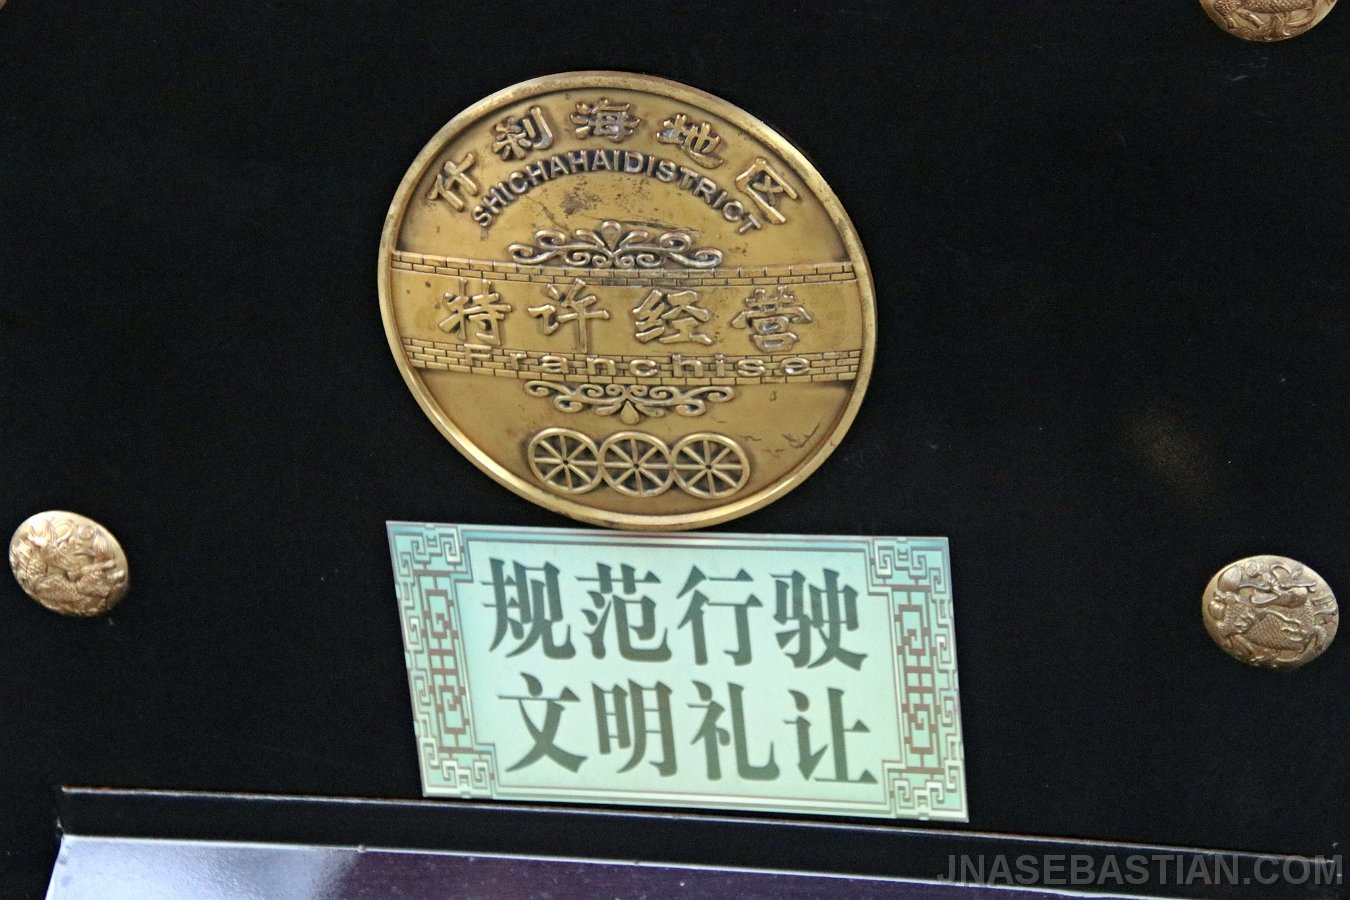 什刹海地区
SHICHAHAIDISTRICT
特许经营
Franchise
规范行驶
文明礼让
JNASEBASTIAN.COM